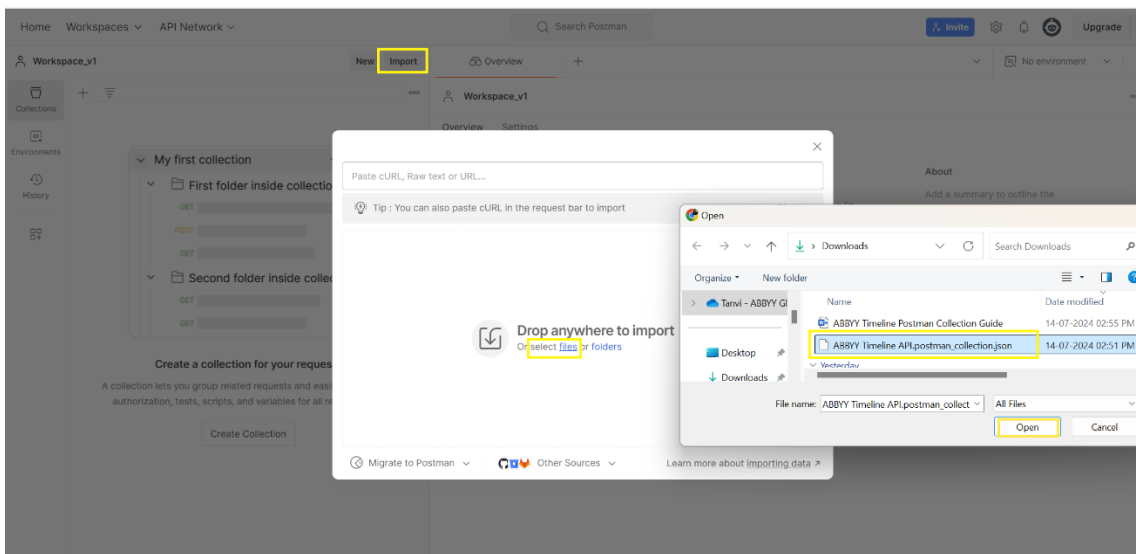 Home Workspaces API Network Search Postman Invite Upgrade
Workspace_v1 New Import Overview No environment
Collections
Workspace_v1
Overview Settings
Environments
My first collection
First folder inside collectio
History
GET
POST
GET
Second folder inside collec
GET
GET
Create a collection for your reques
A collection lets you group related requests and easi
authorization, tests, scripts, and variables for all re
Create Collection
About
Add a summary to outline the
Paste cURL, Raw text or URL...
Tip : You can also paste cURL in the request bar to import
Drop anywhere to import
Or select files or folders
Migrate to Postman Other Sources Learn more about importing data
Open
Downloads Search Downloads
Organize New folder
Tanvi - ABBYY Gl
Desktop
Downloads
Name Date modified
ABBYY Timeline Postman Collection Guide 14-07-2024 02:55 PM
ABBYY Timeline API.postman_collection.json 14-07-2024 02:51 PM
Yesterday
File name: ABBYY Timeline API.postman_collect All Files
Open Cancel